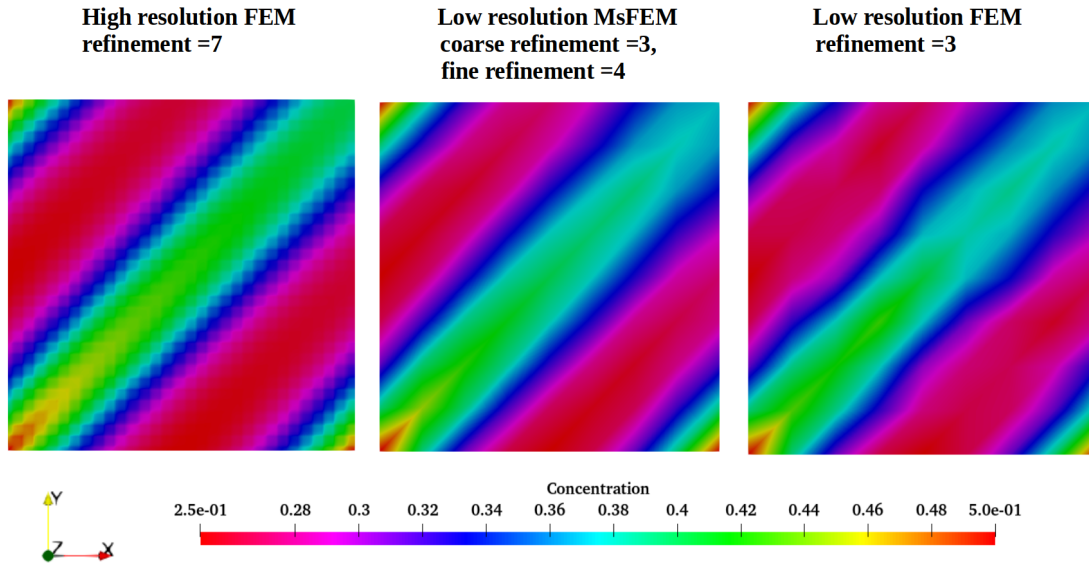 High resolution FEM
refinement =7
Low resolution MsFEM
coarse refinement =3,
fine refinement =4
Low resolution FEM
refinement =3
Y
Z
X
Concentration
2.5e-01 0.28 0.3 0.32 0.34 0.36 0.38 0.4 0.42 0.44 0.46 0.48 5.0e-01